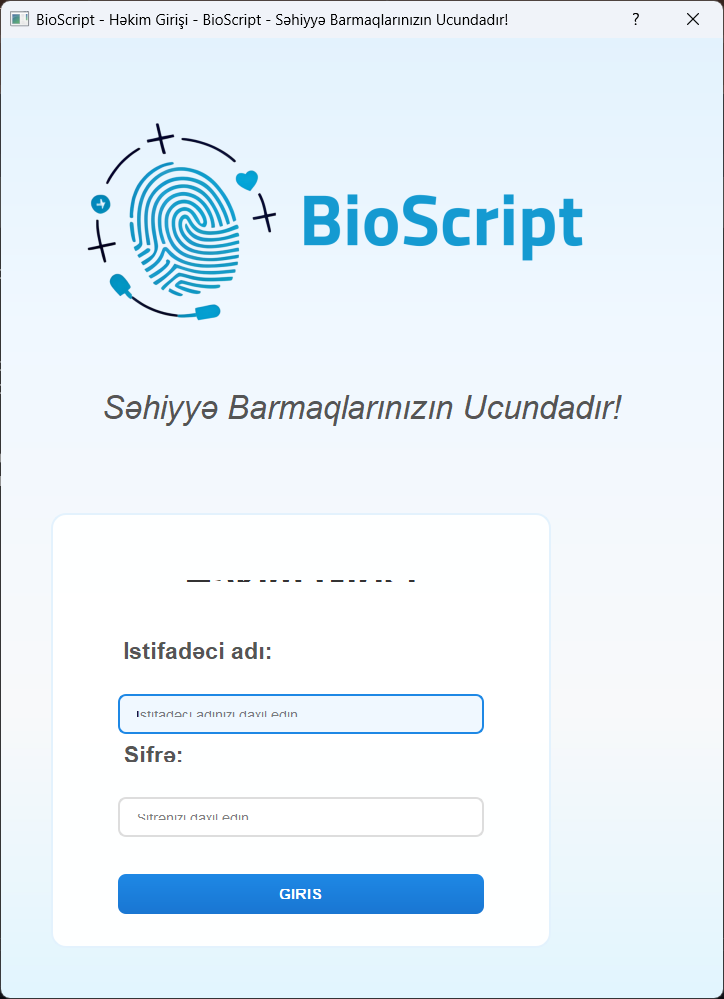 BioScript - Həkim Girişi - BioScript - Səhiyyə Barmaqlarınızın Ucundadır!
?
BioScript
Səhiyyə Barmaqlarınızın Ucundadır!
Istifadəci adı:
Istifadəci adınızı daxil edin
Sifrə:
Sifrənizi daxil edin
GIRIS